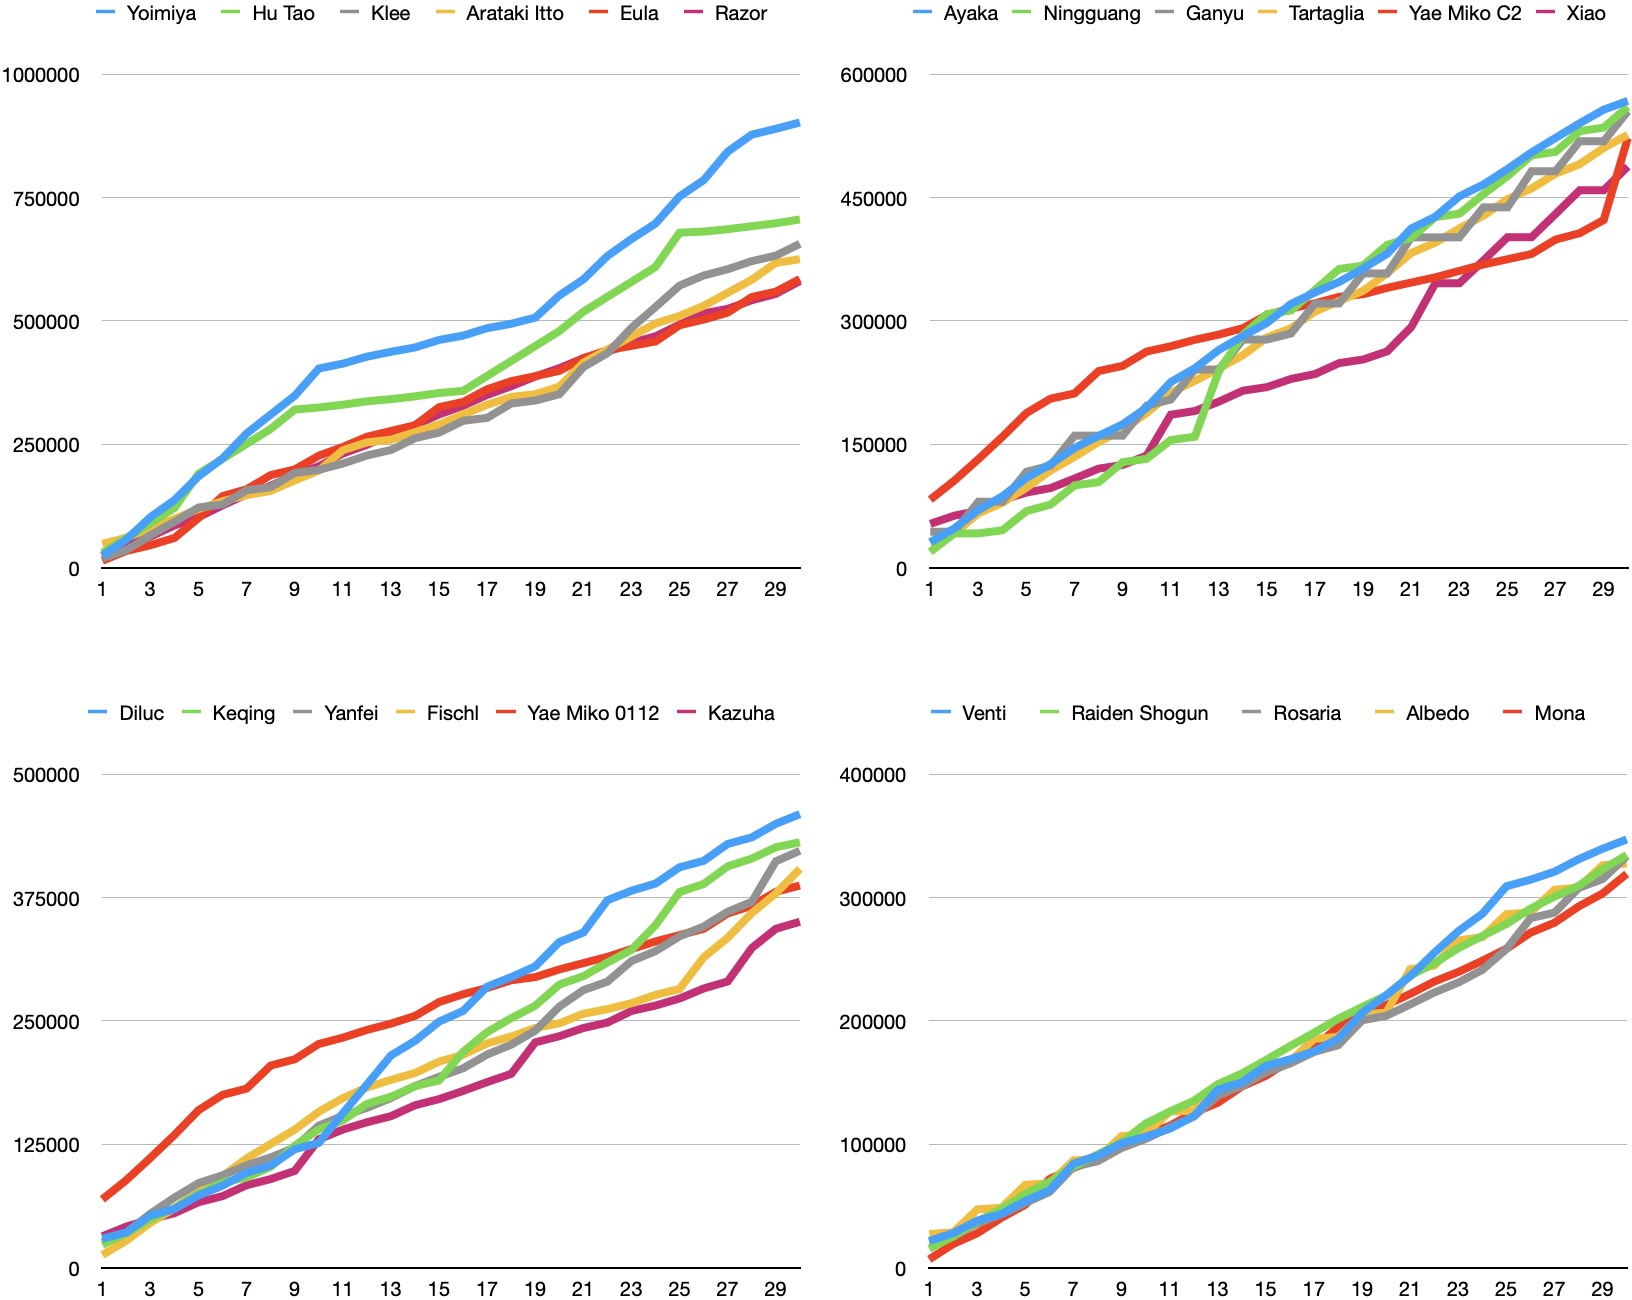 Yoimiya Hu Tao Klee Arataki Itto Eula Razor
1000000
750000
500000
250000
0
1 3 5 7 9 11 13 15 17 19 21 23 25 27 29
Ayaka Ningguang Ganyu Tartaglia Yae Miko C2 Xiao
600000
450000
300000
150000
0
1 3 5 7 9 11 13 15 17 19 21 23 25 27 29
Diluc Keqing Yanfei Fischl Yae Miko 0112 Kazuha
500000
375000
250000
125000
0
1 3 5 7 9 11 13 15 17 19 21 23 25 27 29
Venti Raiden Shogun Rosaria Albedo Mona
400000
300000
200000
100000
0
1 3 5 7 9 11 13 15 17 19 21 23 25 27 29